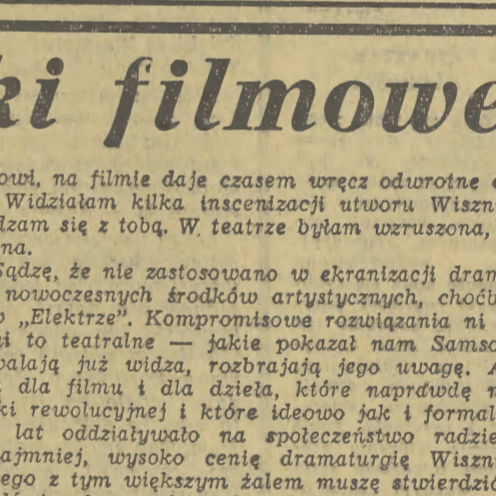 ki filmowe
owi, na filmie daje czasem wręcz odwrotne
Widziałam kilka inscenizacji utworu Wiszn
dzam się z tobą. W teatrze byłam wzruszona,
na.
Sądzę, że nie zastosowano w ekranizacji dram
nowoczesnych środków artystycznych, choćb
„Elektrze". Kompromisowe rozwiązania ni
i to teatralne — jakie pokazał nam Samso
walają już widza, rozbrajają jego uwagę. A
dla filmu i dla dzieła, które naprawdę
ki rewolucyjnej i które ideowo jak i formal
lat oddziaływało na społeczeństwo radzie
ajmniej, wysoko cenię dramaturgię Wiszn
ego z tym większym żalem muszę stwierdzić